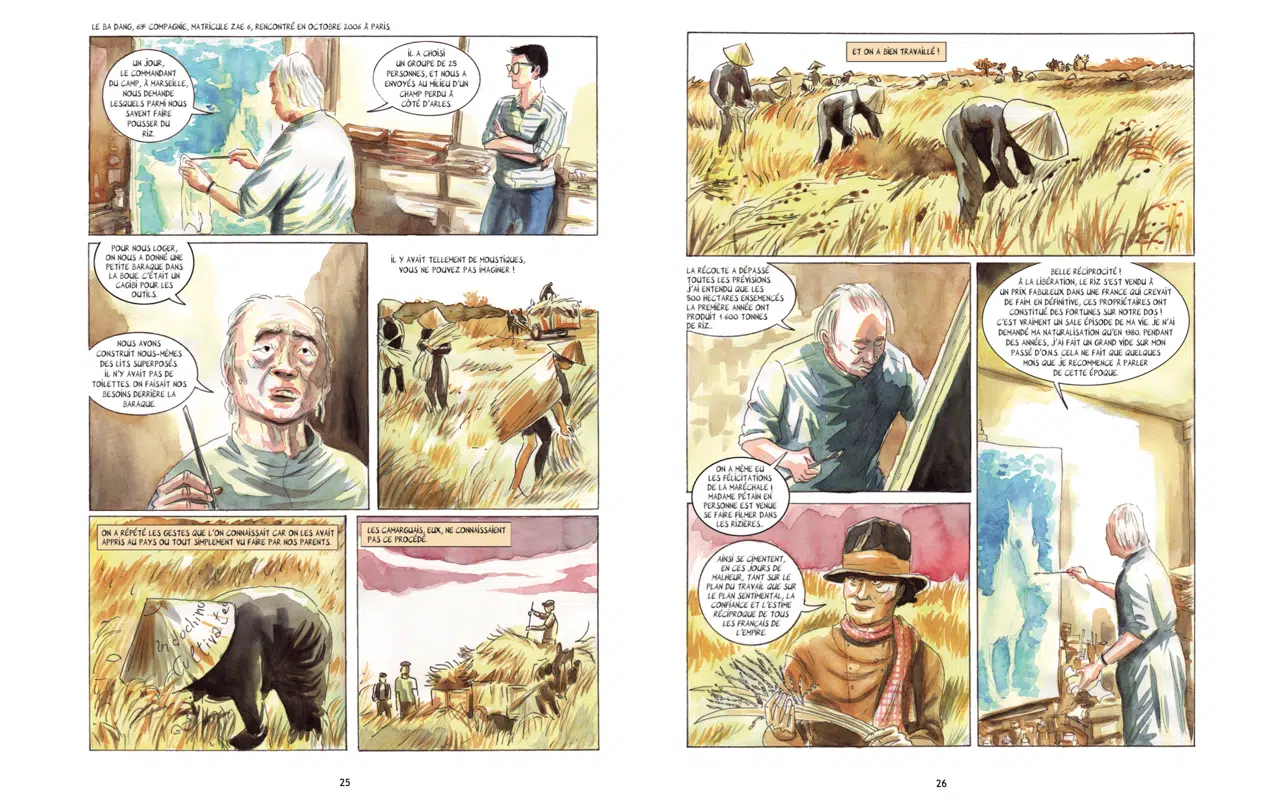 LE BA DANG, 69E COMPAGNIE, MATRICULE ZAE 6, RENCONTRÉ EN OCTOBRE 2006 À PARIS.
UN JOUR,
LE COMMANDANT
DU CAMP, À MARSEILLE,
NOUS DEMANDE
LESQUELS PARMI NOUS
SAVENT FAIRE
POUSSER DU
RIZ.
IL A CHOISI
UN GROUPE DE 25
PERSONNES, ET NOUS A
ENVOYÉS AU MILIEU D'UN
CHAMP PERDU À
CÔTÉ D'ARLES.
POUR NOUS LOGER,
ON NOUS A DONNÉ UNE
PETITE BARAQUE DANS
LA BOUE. C'ÉTAIT UN
CAGIBI POUR LES
OUTILS.
NOUS AVONS
CONSTRUIT NOUS-MÊMES
DES LITS SUPERPOSÉS.
IL N'Y AVAIT PAS DE
TOILETTES. ON FAISAIT NOS
BESOINS DERRIÈRE LA
BARAQUE.
IL Y AVAIT TELLEMENT DE MOUSTIQUES,
VOUS NE POUVEZ PAS IMAGINER !
ON A RÉPÉTÉ LES GESTES QUE L'ON CONNAISSAIT CAR ON LES AVAIT
APPRIS AU PAYS OU TOUT SIMPLEMENT VU FAIRE PAR NOS PARENTS.
Indochine
Cultivate
LES CAMARGUAIS, EUX, NE CONNAISSAIENT
PAS CE PROCÉDÉ.
25
ET ON A BIEN TRAVAILLÉ !
LA RÉCOLTE A DÉPASSÉ
TOUTES LES PRÉVISIONS.
J'AI ENTENDU QUE LES
500 HECTARES ENSEMENCÉS
LA PREMIÈRE ANNÉE ONT
PRODUIT 1 600 TONNES
DE RIZ...
ON A MÊME EU
LES FÉLICITATIONS
DE LA MARÉCHALE !
MADAME PÉTAIN EN
PERSONNE EST VENUE
SE FAIRE FILMER DANS
LES RIZIÈRES...
AINSI SE CIMENTENT,
EN CES JOURS DE
MALHEUR, TANT SUR LE
PLAN DU TRAVAIL QUE SUR
LE PLAN SENTIMENTAL, LA
CONFIANCE ET L'ESTIME
RÉCIPROQUE DE TOUS
LES FRANÇAIS DE
L'EMPIRE.
BELLE RÉCIPROCITÉ !
À LA LIBÉRATION, LE RIZ S'EST VENDU À
UN PRIX FABULEUX DANS UNE FRANCE QUI CREVAIT
DE FAIM. EN DÉFINITIVE, CES PROPRIÉTAIRES ONT
CONSTITUÉ DES FORTUNES SUR NOTRE DOS !
C'EST VRAIMENT UN SALE ÉPISODE DE MA VIE. JE N'AI
DEMANDÉ MA NATURALISATION QU'EN 1980. PENDANT
DES ANNÉES, J'AI FAIT UN GRAND VIDE SUR MON
PASSÉ D'O.N.S. CELA NE FAIT QUE QUELQUES
MOIS QUE JE RECOMMENCE À PARLER
DE CETTE ÉPOQUE.
26